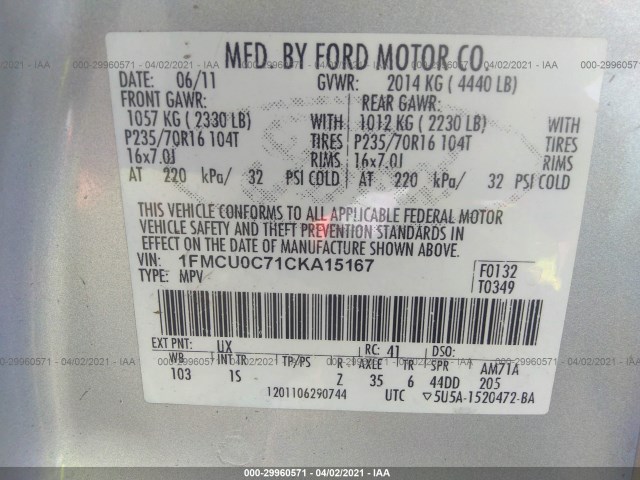 000-29960571 - 04/02/2021 - IAA
MFD. BY FORD MOTOR CO.
DATE: 06/11 GVWR: 2014 KG ( 4440 LB)
FRONT GAWR: REAR GAWR:
1057 KG ( 2330 LB) WITH 1012 KG ( 2230 LB) WITH
P235/70R16 104T TIRES P235/70R16 104T TIRES
16x7.0J RIMS 16x7.0J RIMS
AT 220 kPa/ 32 PSI COLD AT 220 kPa/ 32 PSI COLD
THIS VEHICLE CONFORMS TO ALL APPLICABLE FEDERAL MOTOR
VEHICLE SAFETY AND THEFT PREVENTION STANDARDS IN
EFFECT ON THE DATE OF MANUFACTURE SHOWN ABOVE.
VIN: 1FMCU0C71CKA15167 F0132
TYPE: MPV T0349
EXT PNT: UX RC: 41 DSO:
WB INT TR TP/PS R AXLE TR SPR AM71A
103 1S Z 35 6 44DD 205
1201106290744 UTC ▽5U5A-1520472-BA
000-29960571 - 04/02/2021 - IAA